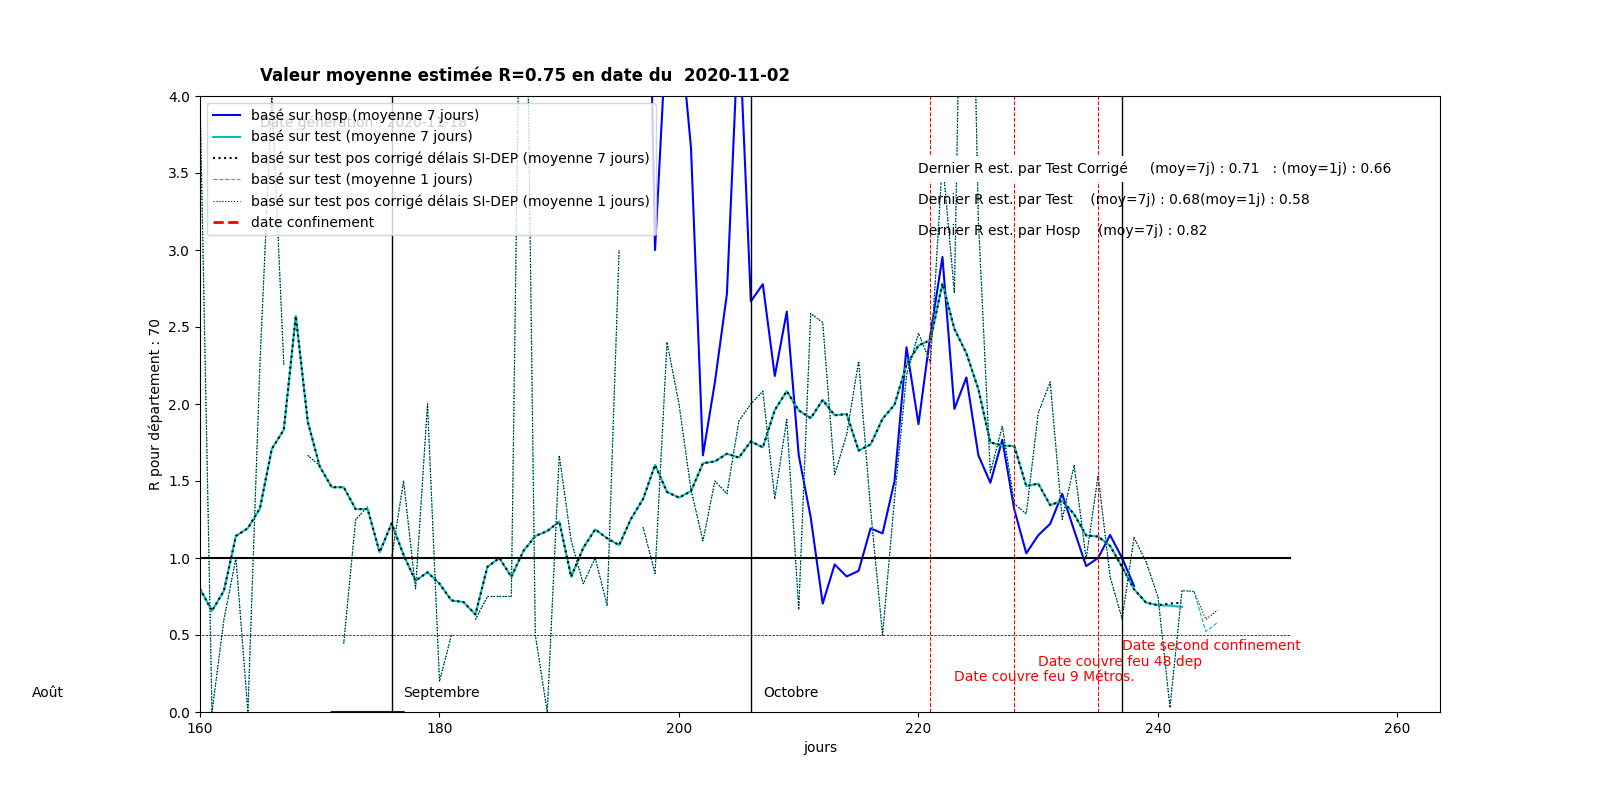 Valeur moyenne estimée R=0.75 en date du  2020-11-02
4.0
3.5
3.0
2.5
2.0
1.5
1.0
0.5
0.0
R pour département : 70
Date génération : 2020-11-18
basé sur hosp (moyenne 7 jours)
basé sur test (moyenne 7 jours)
basé sur test pos corrigé délais SI-DEP (moyenne 7 jours)
basé sur test (moyenne 1 jours)
basé sur test pos corrigé délais SI-DEP (moyenne 1 jours)
date confinement
Dernier R est. par Test Corrigé     (moy=7j) : 0.71   : (moy=1j) : 0.66
Dernier R est. par Test    (moy=7j) : 0.68(moy=1j) : 0.58
Dernier R est. par Hosp    (moy=7j) : 0.82
Date second confinement
Date couvre feu 48 dep
Date couvre feu 9 Métros.
Août
Septembre
Octobre
160 180 200 220 240 260
jours